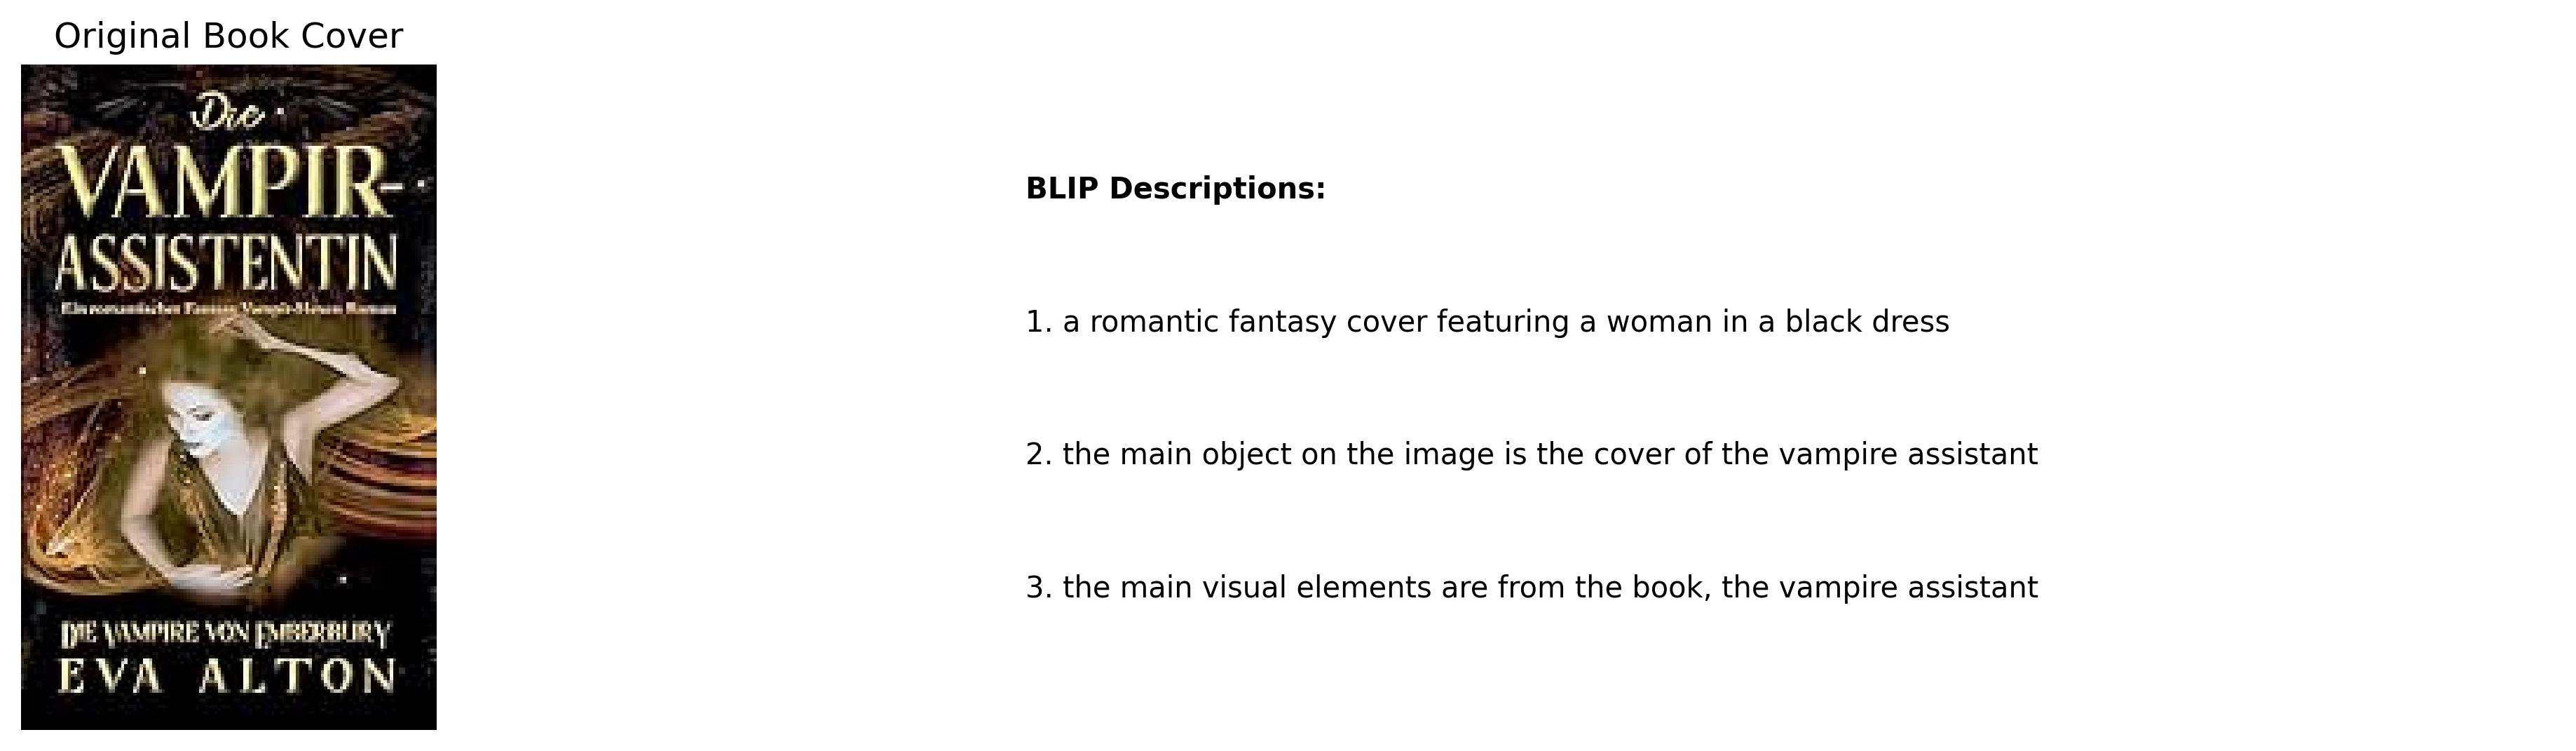 Original Book Cover
Die
VAMPIR-
ASSISTENTIN
Ein romantischer Fantasy Vampir-Hexen Roman
DIE VAMPIRE VON EMBERBURY
EVA ALTON
BLIP Descriptions:
1. a romantic fantasy cover featuring a woman in a black dress
2. the main object on the image is the cover of the vampire assistant
3. the main visual elements are from the book, the vampire assistant